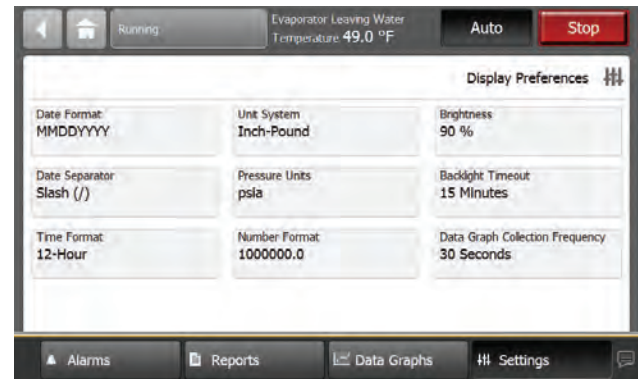 Running
Evaporator Leaving Water
Temperature 49.0 °F
Auto
Stop
Display Preferences
Date Format
MMDDYYYY
Unit System
Inch-Pound
Brightness
90 %
Date Separator
Slash (/)
Pressure Units
psia
Backlight Timeout
15 Minutes
Time Format
12-Hour
Number Format
1000000.0
Data Graph Collection Frequency
30 Seconds
Alarms
Reports
Data Graphs
Settings